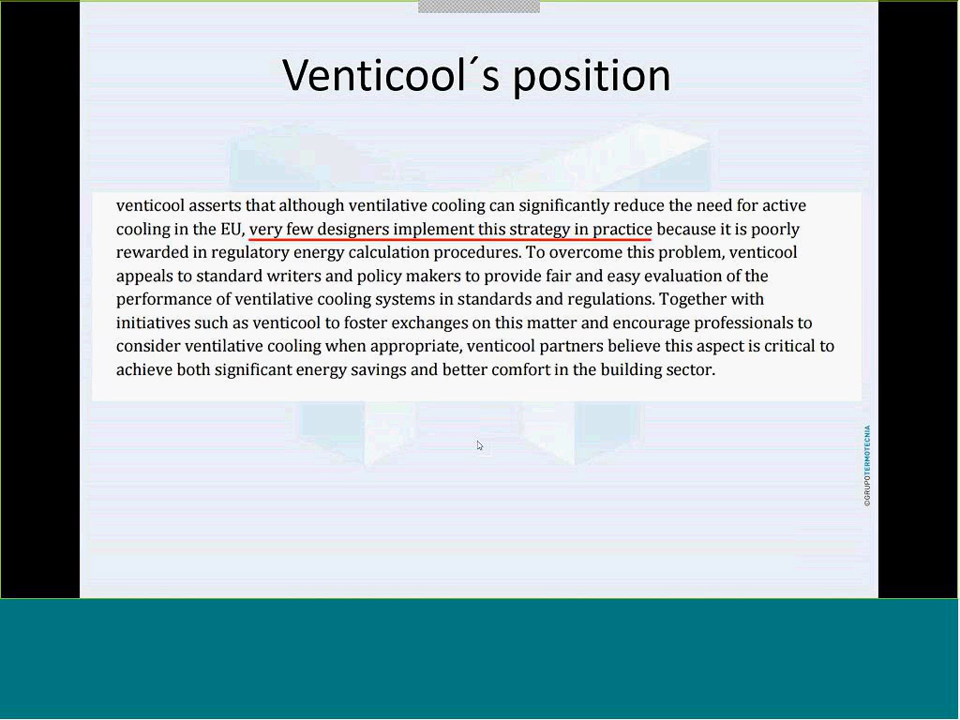 Venticool´s position
venticool asserts that although ventilative cooling can significantly reduce the need for active
cooling in the EU, very few designers implement this strategy in practice because it is poorly
rewarded in regulatory energy calculation procedures. To overcome this problem, venticool
appeals to standard writers and policy makers to provide fair and easy evaluation of the
performance of ventilative cooling systems in standards and regulations. Together with
initiatives such as venticool to foster exchanges on this matter and encourage professionals to
consider ventilative cooling when appropriate, venticool partners believe this aspect is critical to
achieve both significant energy savings and better comfort in the building sector.
©GRUPOTERMOTECNIA